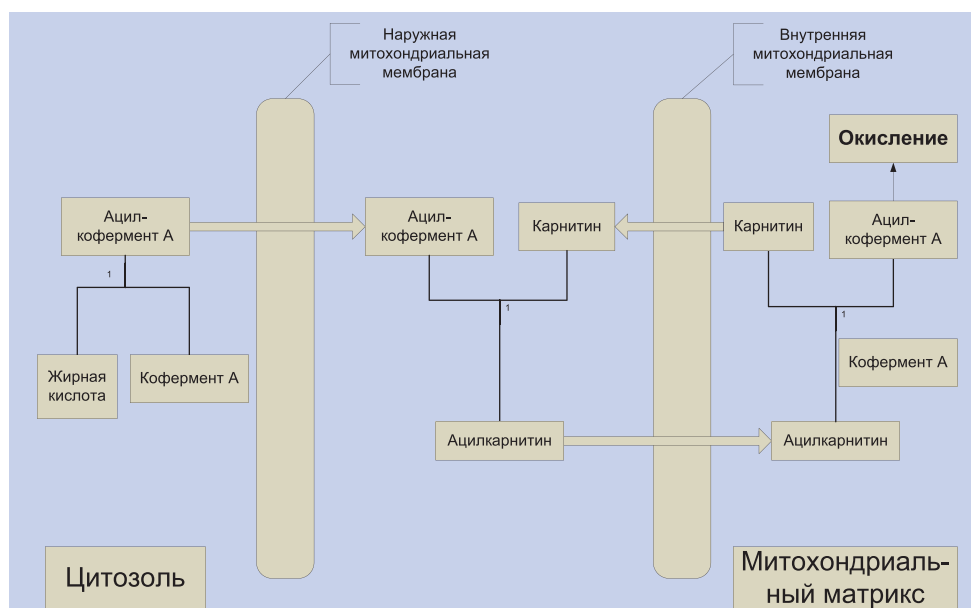 Наружная
митохондриальная
мембрана
Внутренняя
митохондриальная
мембрана
Окисление
Ацил-
кофермент А
Ацил-
кофермент А
Карнитин
Карнитин
Ацил-
кофермент А
1
1
1
Жирная
кислота
Кофермент А
Кофермент А
Ацилкарнитин
Ацилкарнитин
Цитозоль
Митохондриаль-
ный матрикс